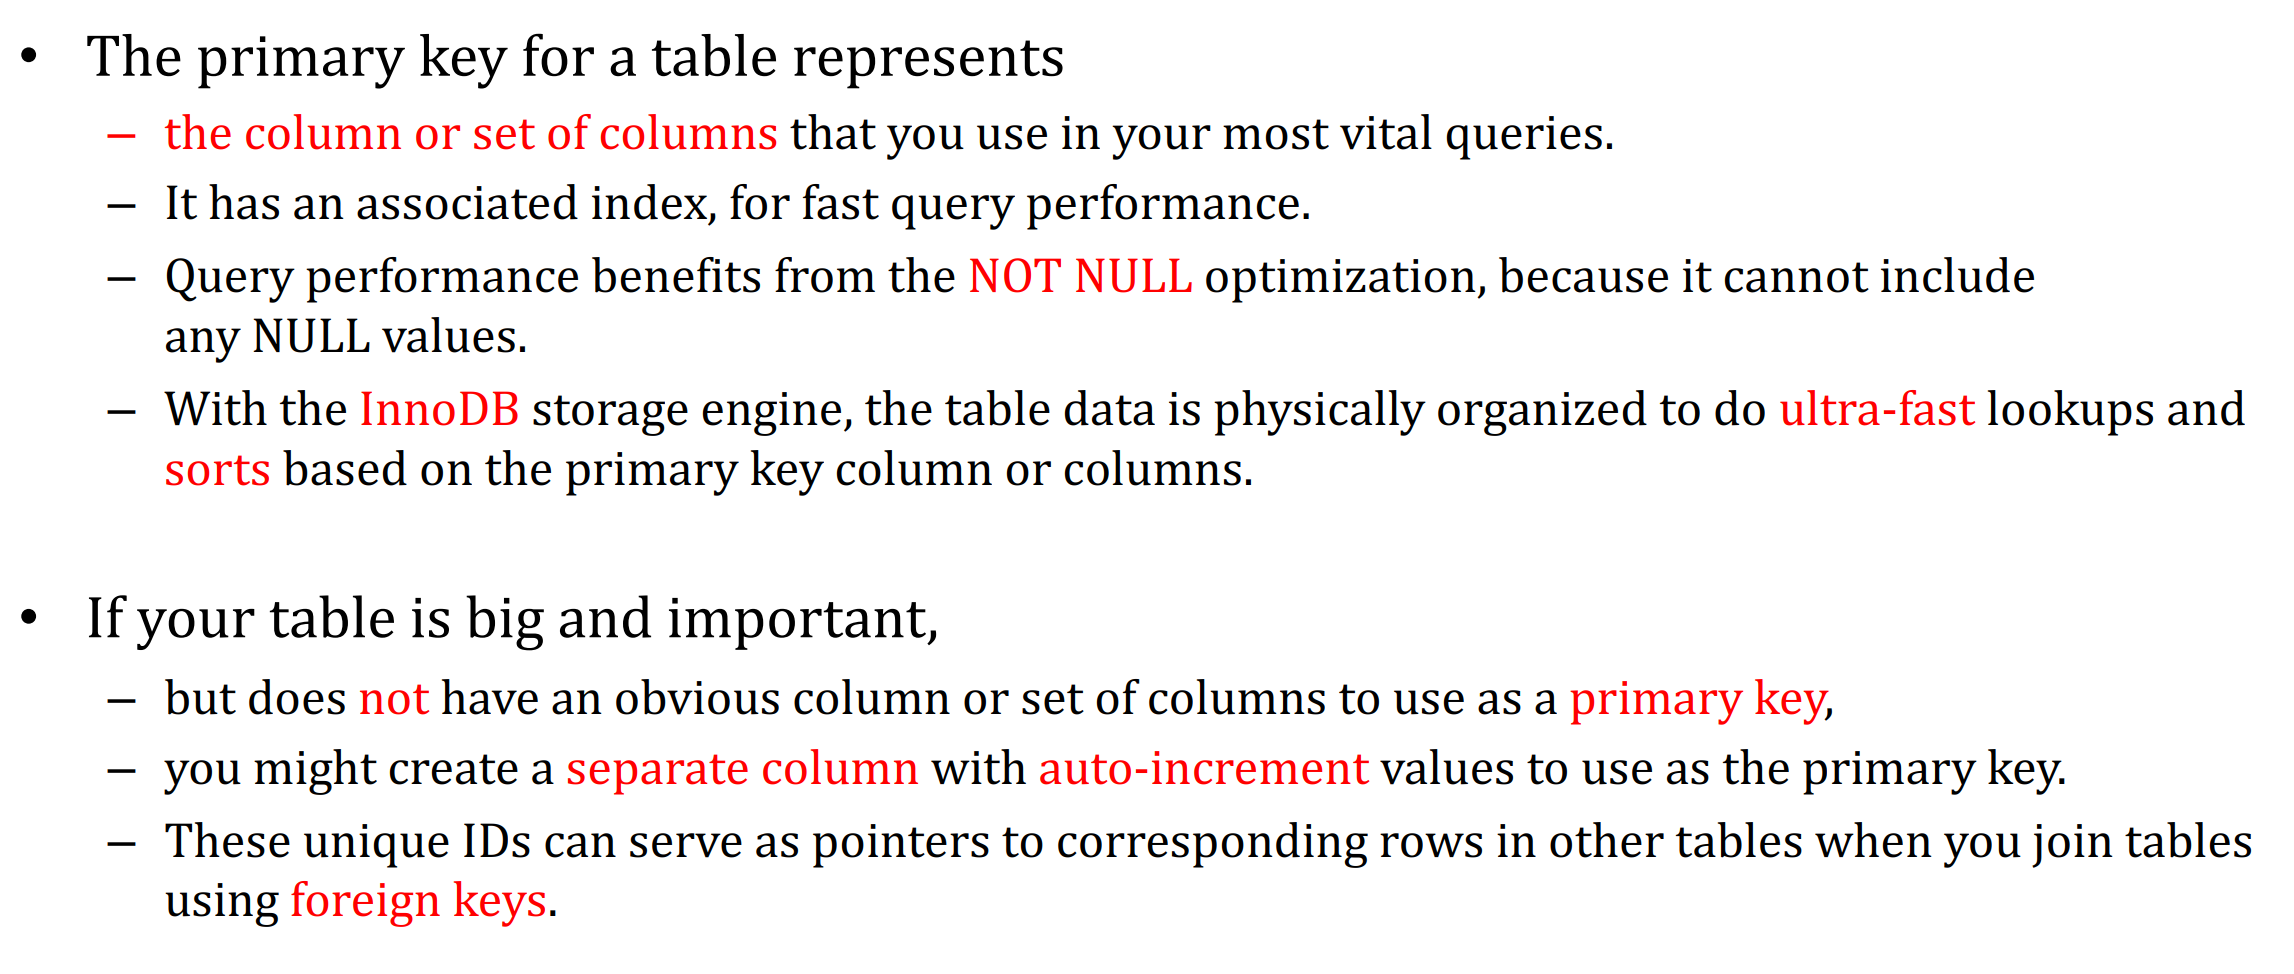 • The primary key for a table represents
– the column or set of columns that you use in your most vital queries.
– It has an associated index, for fast query performance.
– Query performance benefits from the NOT NULL optimization, because it cannot include
any NULL values.
– With the InnoDB storage engine, the table data is physically organized to do ultra-fast lookups and
sorts based on the primary key column or columns.
• If your table is big and important,
– but does not have an obvious column or set of columns to use as a primary key,
– you might create a separate column with auto-increment values to use as the primary key.
– These unique IDs can serve as pointers to corresponding rows in other tables when you join tables
using foreign keys.